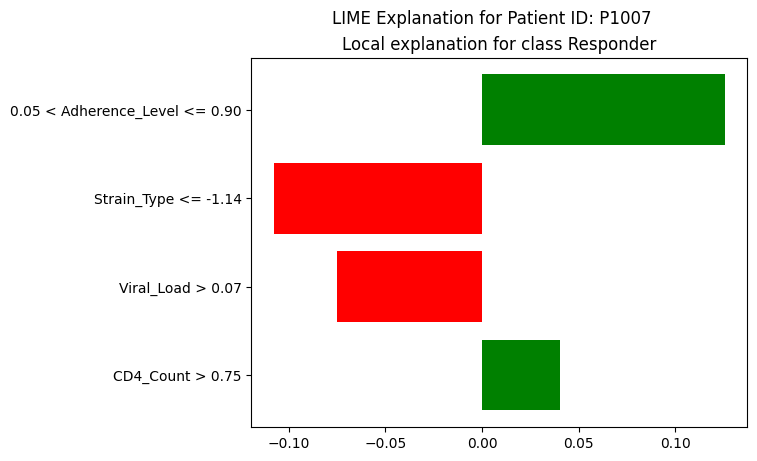 LIME Explanation for Patient ID: P1007
Local explanation for class Responder
0.05 < Adherence_Level <= 0.90
Strain_Type <= -1.14
Viral_Load > 0.07
CD4_Count > 0.75
−0.10 −0.05 0.00 0.05 0.10